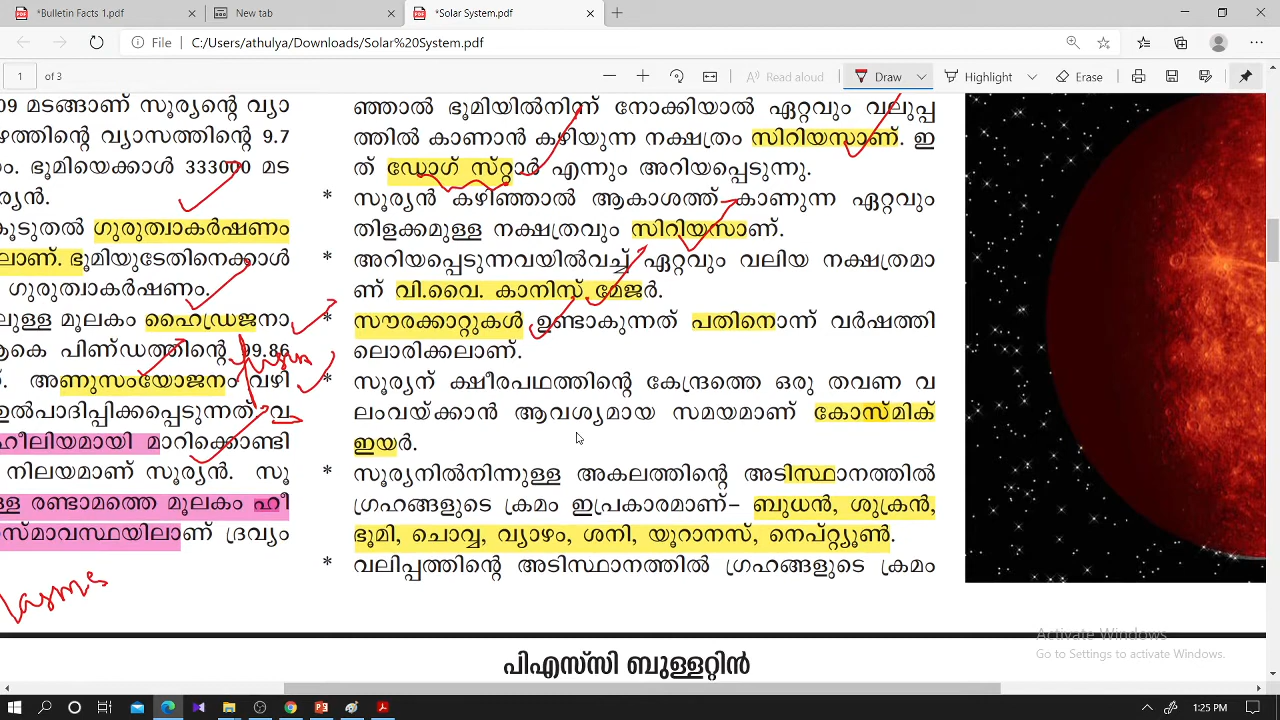 *Bulletin Facts 1.pdf
New tab
*Solar System.pdf
File C:/Users/athulya/Downloads/Solar%20System.pdf
1 of 3
Read aloud
Draw
Highlight
Erase
09 മടങ്ങാണ് സൂര്യന്റെ വ്യാ
ഴത്തിന്റെ വ്യാസത്തിന്റെ 9.7
ം. ഭൂമിയെക്കാൾ 333000 മട
ര്യൻ.
കൂടുതൽ ഗുരുത്വാകർഷണം
ലാണ്. ഭൂമിയുടേതിനെക്കാൾ
ഗുരുത്വാകർഷണം.
ലുള്ള മൂലകം ഹൈഡ്രജനാ
ആകെ പിണ്ഡത്തിന്റെ 99.86
fusion
അണുസംയോജനം വഴി
ഉൽപാദിപ്പിക്കപ്പെടുന്നത് വ
ഹീലിയമായി മാറിക്കൊണ്ടി
നിലയമാണ് സൂര്യൻ. സൂ
ള്ള രണ്ടാമത്തെ മൂലകം ഹീ
സ്മാവസ്ഥയിലാണ് ദ്രവ്യം
ഞ്ഞാൽ ഭൂമിയിൽനിന്ന് നോക്കിയാൽ ഏറ്റവും വലുപ്പ
ത്തിൽ കാണാൻ കഴിയുന്ന നക്ഷത്രം സിറിയസാണ്. ഇ
ത് ഡോഗ് സ്റ്റാർ എന്നും അറിയപ്പെടുന്നു.
* സൂര്യൻ കഴിഞ്ഞാൽ ആകാശത്ത് കാണുന്ന ഏറ്റവും
തിളക്കമുള്ള നക്ഷത്രവും സിറിയസാണ്.
* അറിയപ്പെടുന്നവയിൽവച്ച് ഏറ്റവും വലിയ നക്ഷത്രമാ
ണ് വി.വൈ. കാനിസ് മേജർ.
* സൗരക്കാറ്റുകൾ ഉണ്ടാകുന്നത് പതിനൊന്ന് വർഷത്തി
ലൊരിക്കലാണ്.
* സൂര്യന് ക്ഷീരപഥത്തിന്റെ കേന്ദ്രത്തെ ഒരു തവണ വ
ലംവയ്ക്കാൻ ആവശ്യമായ സമയമാണ് കോസ്മിക്
ഇയർ.
* സൂര്യനിൽനിന്നുള്ള അകലത്തിന്റെ അടിസ്ഥാനത്തിൽ
ഗ്രഹങ്ങളുടെ ക്രമം ഇപ്രകാരമാണ്– ബുധൻ, ശുക്രൻ,
ഭൂമി, ചൊവ്വ, വ്യാഴം, ശനി, യൂറാനസ്, നെപ്റ്റ്യൂൺ.
* വലിപ്പത്തിന്റെ അടിസ്ഥാനത്തിൽ ഗ്രഹങ്ങളുടെ ക്രമം
പിഎസ്‌സി ബുള്ളറ്റിൻ
Activate Windows
Go to Settings to activate Windows.
1:25 PM